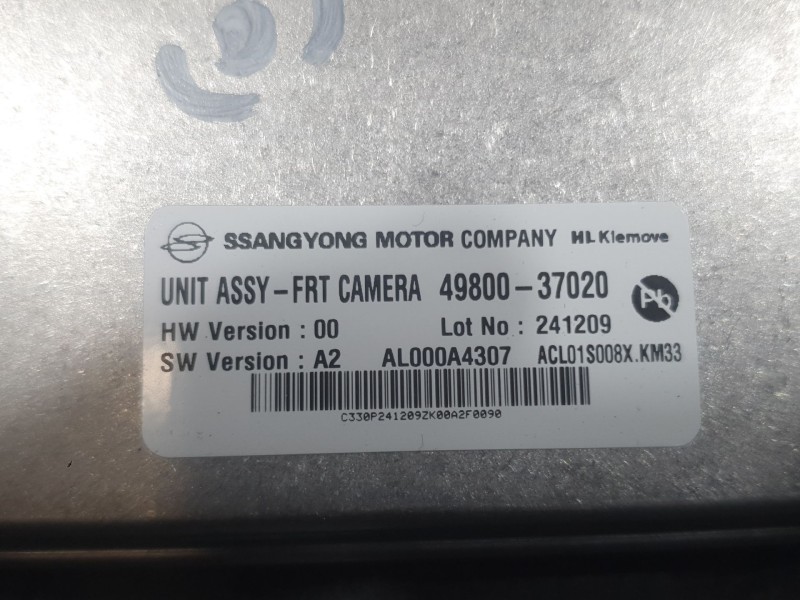 SSANGYONG MOTOR COMPANY HL Klemove
UNIT ASSY-FRT CAMERA 49800-37020
Pb
HW Version : 00 Lot No : 241209
SW Version : A2 AL000A4307 ACL01S008X.KM33
C330P241209ZK00A2F0090